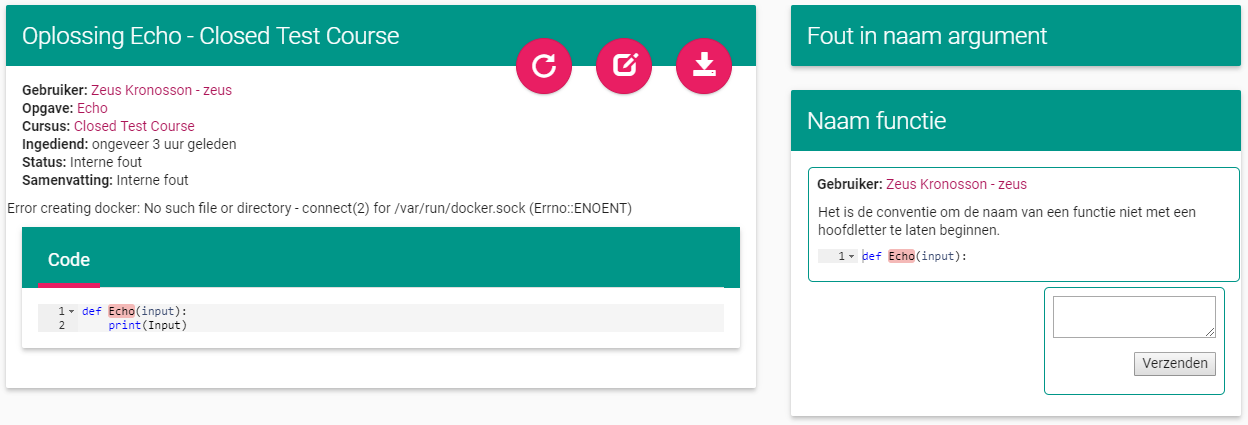 Oplossing Echo - Closed Test Course
Gebruiker: Zeus Kronosson - zeus
Opgave: Echo
Cursus: Closed Test Course
Ingediend: ongeveer 3 uur geleden
Status: Interne fout
Samenvatting: Interne fout
Error creating docker: No such file or directory - connect(2) for /var/run/docker.sock (Errno::ENOENT)
Code
1 def Echo(input):
2     print(Input)
Fout in naam argument
Naam functie
Gebruiker: Zeus Kronosson - zeus
Het is de conventie om de naam van een functie niet met een
hoofdletter te laten beginnen.
1 def Echo(input):
Verzenden